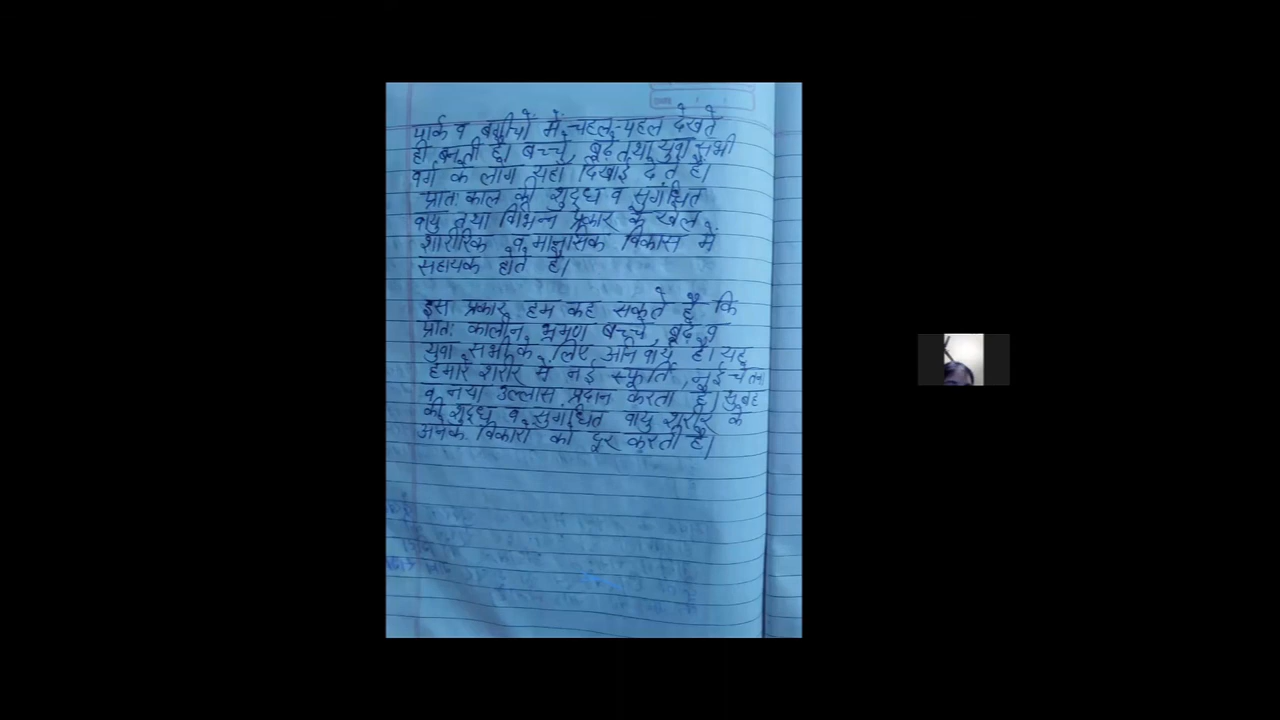 पार्क व बगीचों में चहल-पहल देखते
ही बनती है। बच्चे, बूढ़े तथा युवा सभी
वर्ग के लोग यहाँ दिखाई देते हैं।
प्रातः काल की शुद्ध व सुगंधित
वायु तथा विभिन्न प्रकार के खेल
शारीरिक व मानसिक विकास में
सहायक होते हैं।
इस प्रकार हम कह सकते हैं कि
प्रातः कालीन भ्रमण बच्चे, बूढ़े व
युवा सभी के लिए अनिवार्य है। यह
हमारे शरीर में नई स्फूर्ति, नई चेतना
व नया उल्लास प्रदान करता है। सुबह
की शुद्ध व सुगंधित वायु शरीर के
अनेक विकारों को दूर करती है।